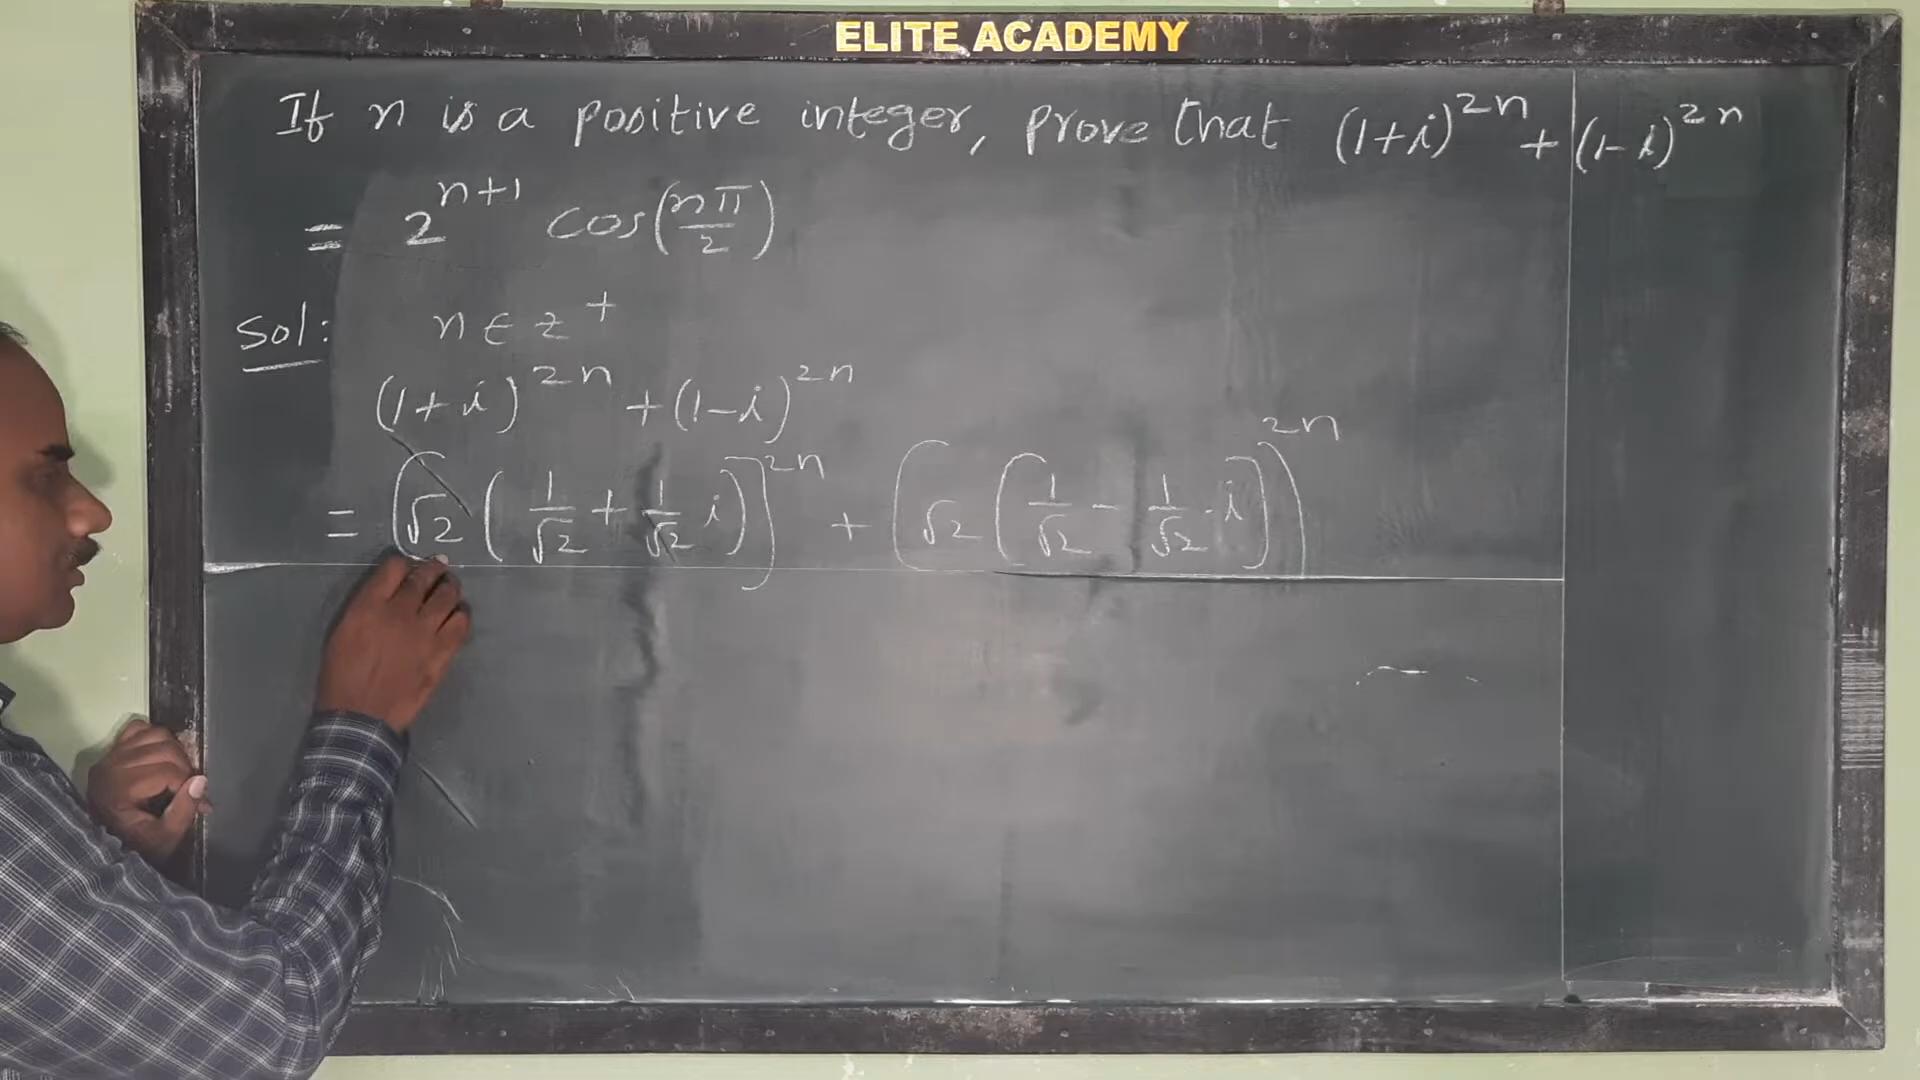 ELITE ACADEMY
If n is a positive integer, prove that (1+i)^2n + (1-i)^2n
= 2^n+1 cos(nπ/2)
Sol: n ∈ z^+
(1+i)^2n + (1-i)^2n
= [√2 (1/√2 + 1/√2 i)]^2n + [√2 (1/√2 - 1/√2 · i)]^2n